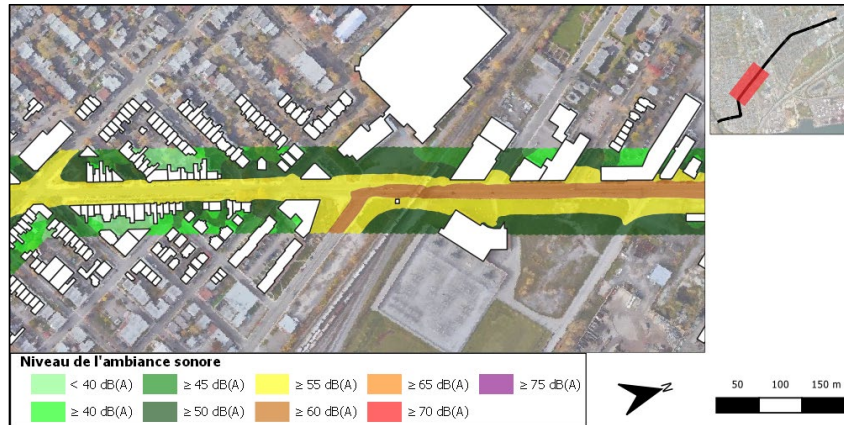 Niveau de l'ambiance sonore
< 40 dB(A) ≥ 45 dB(A) ≥ 55 dB(A) ≥ 65 dB(A) ≥ 75 dB(A)
≥ 40 dB(A) ≥ 50 dB(A) ≥ 60 dB(A) ≥ 70 dB(A)
N
50 100 150 m